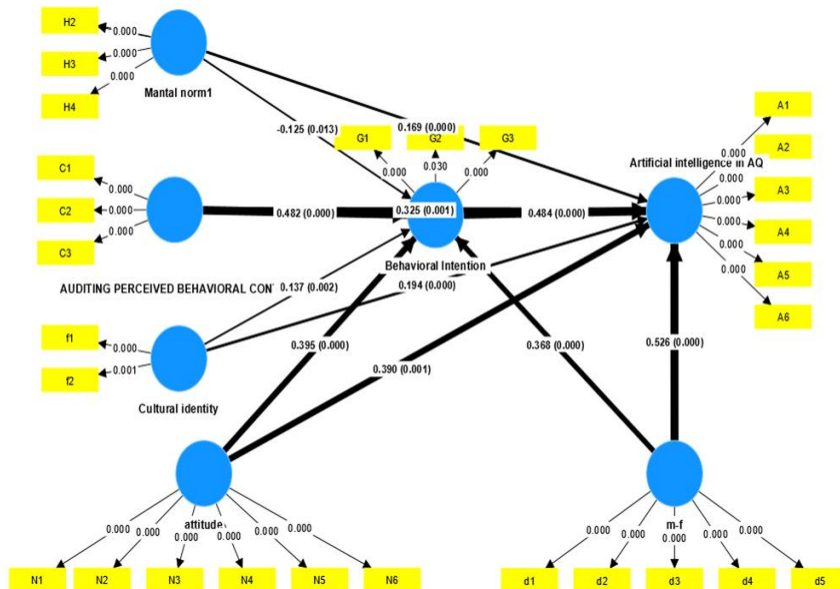 H2
0.000
H3
0.000
0.000
H4
Mantal norm1
-0.125 (0.013)
0.169 (0.000)
G1
G2
G3
0.000
0.030
0.000
A1
A2
A3
A4
A5
A6
0.000
0.000
0.000
0.000
0.000
0.000
Artificial intelligence in AQ
C1
0.000
C2
0.000
C3
0.000
0.482 (0.000)
0.325 (0.001)
0.484 (0.000)
Behavioral Intention
AUDITING PERCEIVED BEHAVIORAL CON
0.137 (0.002)
0.194 (0.000)
f1
0.000
f2
0.001
Cultural identity
0.395 (0.000)
0.390 (0.001)
0.368 (0.000)
0.526 (0.000)
attitude
0.000
0.000
0.000
0.000
0.000
0.000
N1
N2
N3
N4
N5
N6
m-f
0.000
0.000
0.000
0.000
0.000
d1
d2
d3
d4
d5